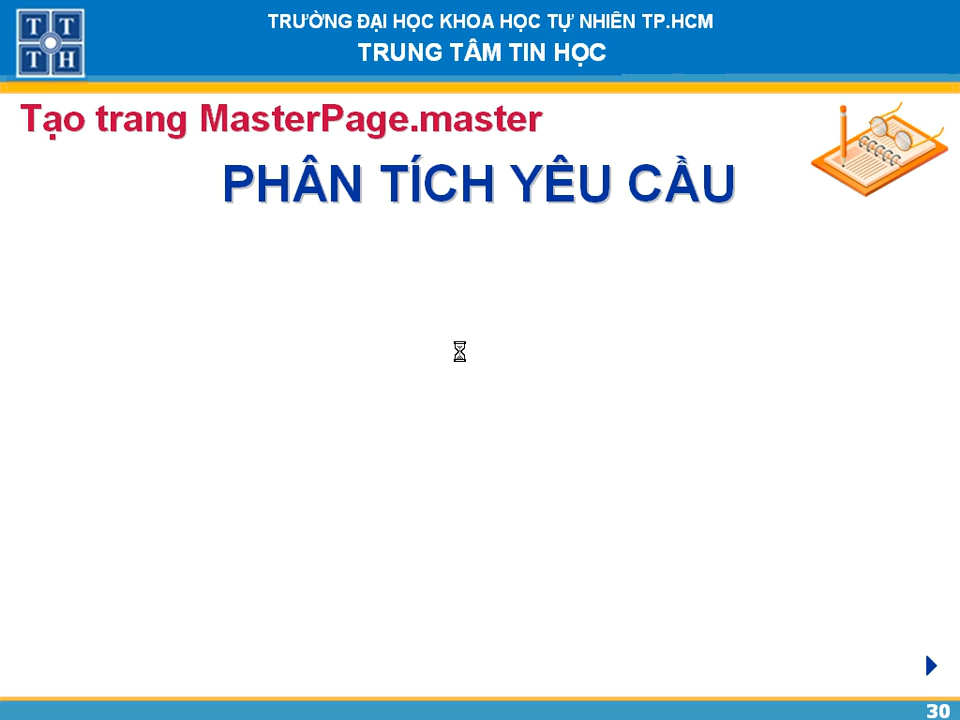 TRƯỜNG ĐẠI HỌC KHOA HỌC TỰ NHIÊN TP.HCM
TRUNG TÂM TIN HỌC
T T
T H
Tạo trang MasterPage.master
PHÂN TÍCH YÊU CẦU
30